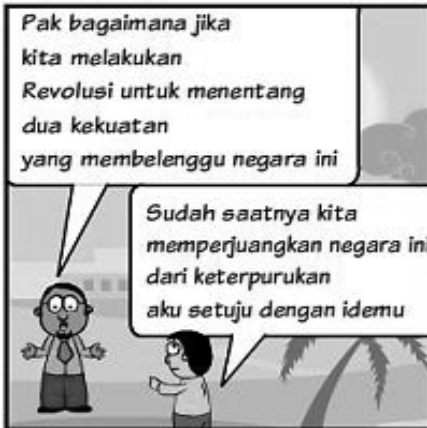 Pak bagaimana jika
kita melakukan
Revolusi untuk menentang
dua kekuatan
yang membelenggu negara ini
Sudah saatnya kita
memperjuangkan negara ini
dari keterpurukan
aku setuju dengan idemu